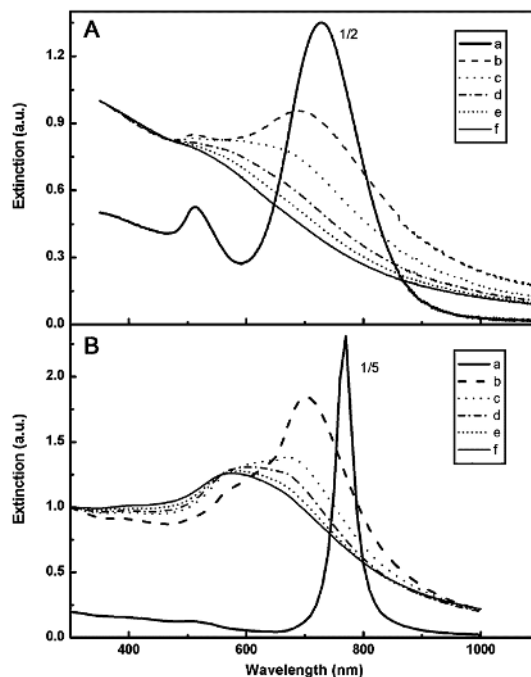 A
1/2
a
b
c
d
e
f
Extinction (a.u.)
1.2
0.9
0.6
0.3
0.0
B
1/5
a
b
c
d
e
f
Extinction (a.u.)
2.0
1.5
1.0
0.5
0.0
400 600 800 1000
Wavelength (nm)